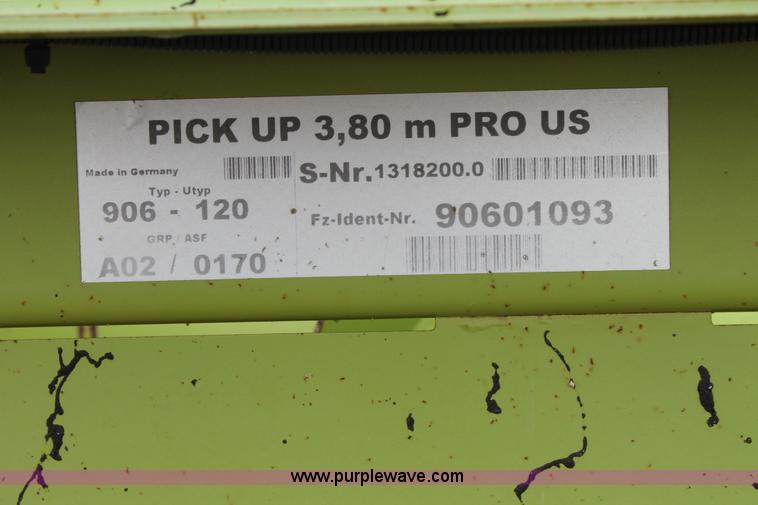 PICK UP 3,80 m PRO US
Made in Germany
S-Nr.1318200.0
Typ - Utyp
906 - 120
Fz-Ident-Nr. 90601093
GRP / ASF
A02 / 0170
www.purplewave.com